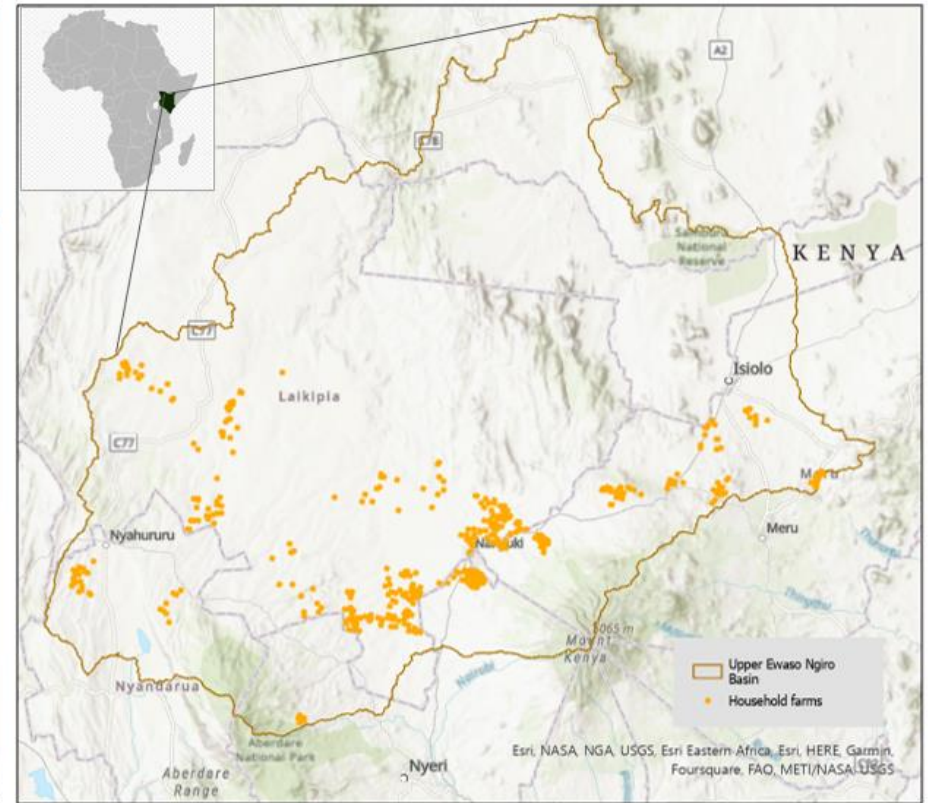 A2
C78
Samburu
National
Reserve
KENYA
C77
Isiolo
Laikipia
C77
Nyahururu
Nanyuki
Meru
Meru
5065 m
Mount
Kenya
Nairobi
Nyandarua
Upper Ewaso Ngiro
Basin
Household farms
Aberdare
National Park
Aberdare
Range
Nyeri
Esri, NASA, NGA, USGS, Esri Eastern Africa, Esri, HERE, Garmin,
Foursquare, FAO, METI/NASA, USGS